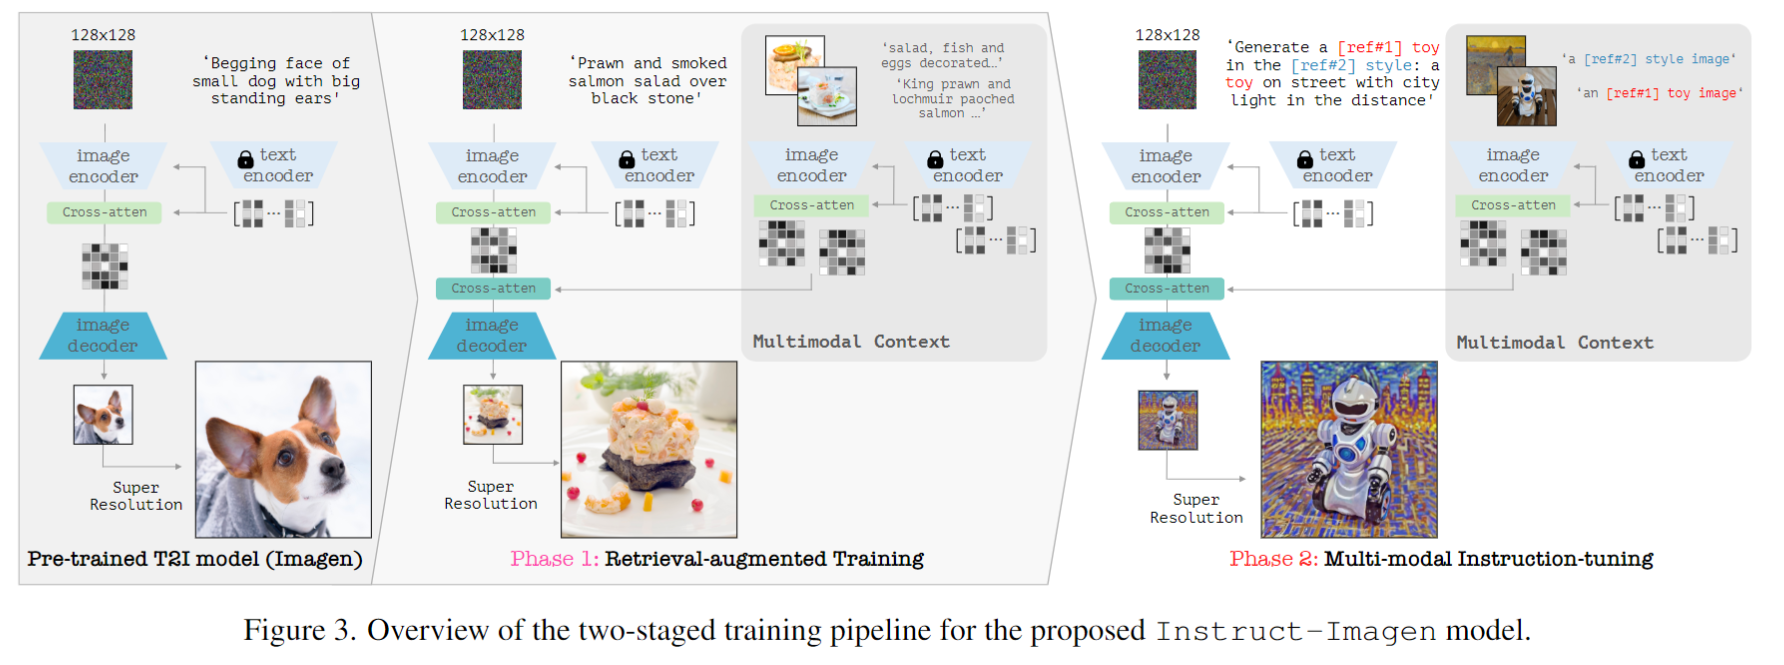 128x128
‘Begging face of
small dog with big
standing ears'
image
encoder
text
encoder
Cross-atten
image
decoder
Super
Resolution
Pre-trained T2I model (Imagen)
128x128
‘Prawn and smoked
salmon salad over
black stone'
image
encoder
text
encoder
Cross-atten
Cross-atten
image
decoder
Super
Resolution
‘salad, fish and
eggs decorated…’
‘King prawn and
lochmuir paoched
salmon …’
image
encoder
text
encoder
Cross-atten
Multimodal Context
Phase 1: Retrieval-augmented Training
128x128
‘Generate a [ref#1] toy
in the [ref#2] style: a
toy on street with city
light in the distance’
image
encoder
text
encoder
Cross-atten
Cross-atten
image
decoder
Super
Resolution
‘a [ref#2] style image‘
‘an [ref#1] toy image‘
image
encoder
text
encoder
Cross-atten
Multimodal Context
Phase 2: Multi-modal Instruction-tuning
Figure 3. Overview of the two-staged training pipeline for the proposed Instruct-Imagen model.